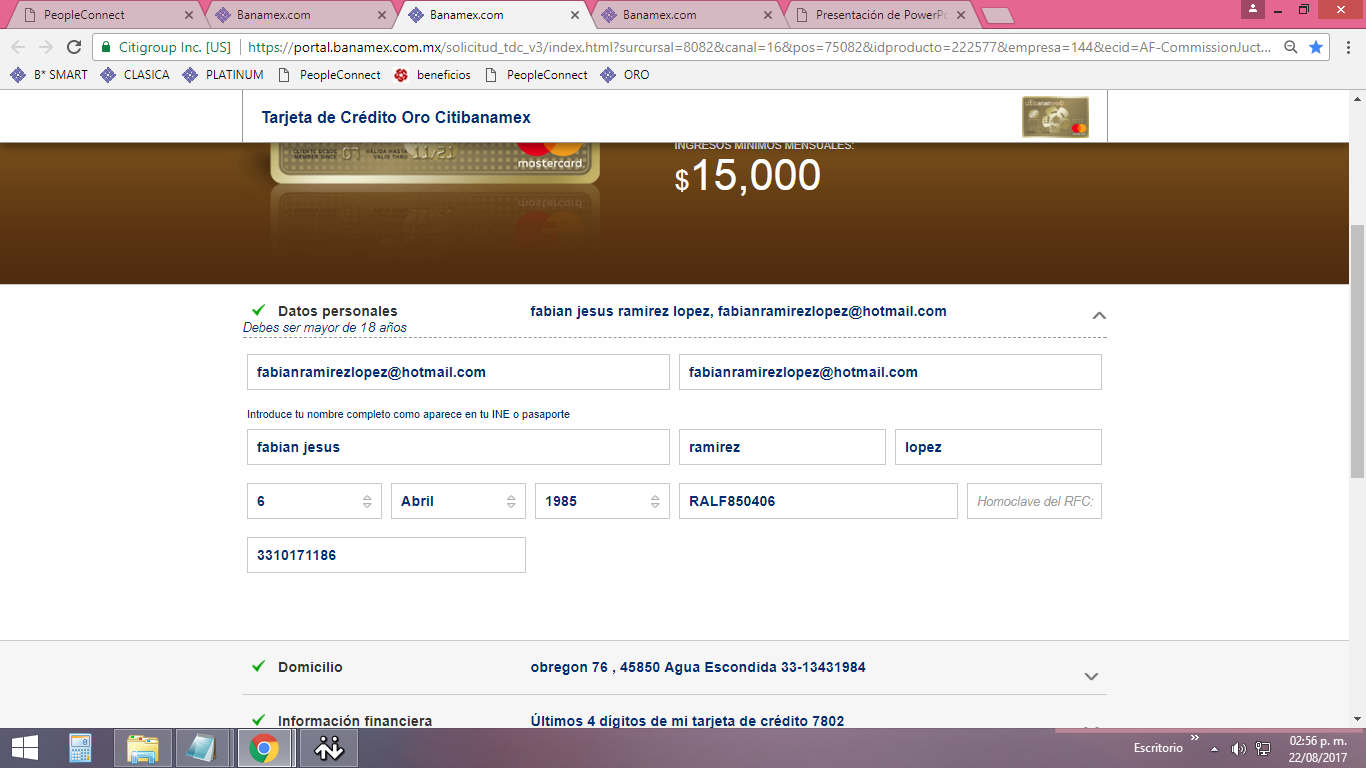 PeopleConnect
Banamex.com
Banamex.com
Banamex.com
Presentación de PowerPo
Citigroup Inc. [US] https://portal.banamex.com.mx/solicitud_tdc_v3/index.html?sursucal=8082&canal=16&pos=75082&idproducto=222577&empresa=144&ecid=AF-CommissionJuct...
B* SMART CLASICA PLATINUM PeopleConnect beneficios PeopleConnect ORO
Tarjeta de Crédito Oro Citibanamex
CLIENTE DESDE MEMBER SINCE 07 VALIDA HASTA VALID THRU 11/21
mastercard
INGRESOS MÍNIMOS MENSUALES:
$15,000
Datos personales fabian jesus ramirez lopez, fabianramirezlopez@hotmail.com
Debes ser mayor de 18 años
fabianramirezlopez@hotmail.com fabianramirezlopez@hotmail.com
Introduce tu nombre completo como aparece en tu INE o pasaporte
fabian jesus ramirez lopez
6 Abril 1985 RALF850406 Homoclave del RFC:
3310171186
Domicilio obregon 76 , 45850 Agua Escondida 33-13431984
Información financiera Últimos 4 dígitos de mi tarjeta de crédito 7802
Escritorio
02:56 p. m.
22/08/2017